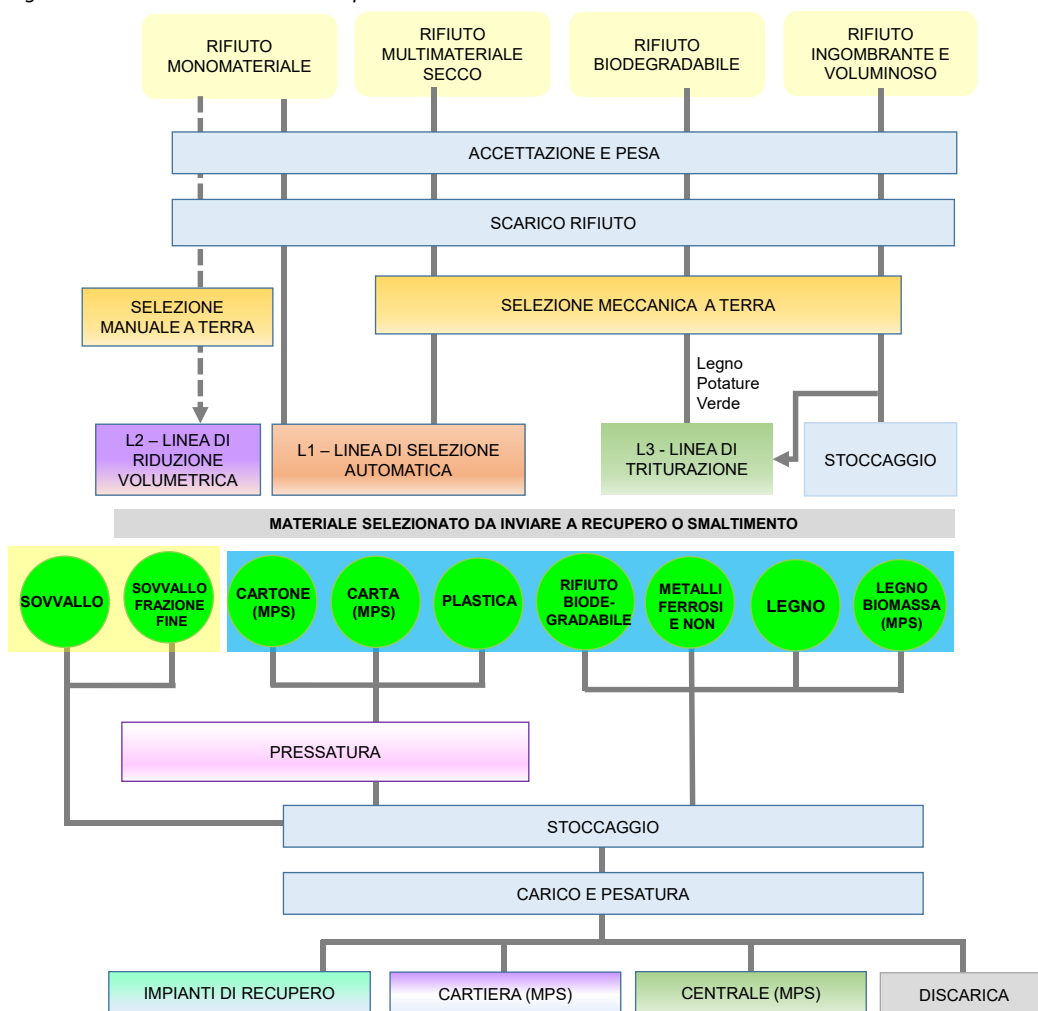 RIFIUTO
MONOMATERIALE
RIFIUTO
MULTIMATERIALE
SECCO
RIFIUTO
BIODEGRADABILE
RIFIUTO
INGOMBRANTE E
VOLUMINOSO
ACCETTAZIONE E PESA
SCARICO RIFIUTO
SELEZIONE
MANUALE A TERRA
SELEZIONE MECCANICA A TERRA
Legno
Potature
Verde
L2 – LINEA DI
RIDUZIONE
VOLUMETRICA
L1 – LINEA DI SELEZIONE
AUTOMATICA
L3 - LINEA DI
TRITURAZIONE
STOCCAGGIO
MATERIALE SELEZIONATO DA INVIARE A RECUPERO O SMALTIMENTO
SOVVALLO
SOVVALLO
FRAZIONE
FINE
CARTONE
(MPS)
CARTA
(MPS)
PLASTICA
RIFIUTO
BIODE-
GRADABILE
METALLI
FERROSI
E NON
LEGNO
LEGNO
BIOMASSA
(MPS)
PRESSATURA
STOCCAGGIO
CARICO E PESATURA
IMPIANTI DI RECUPERO
CARTIERA (MPS)
CENTRALE (MPS)
DISCARICA